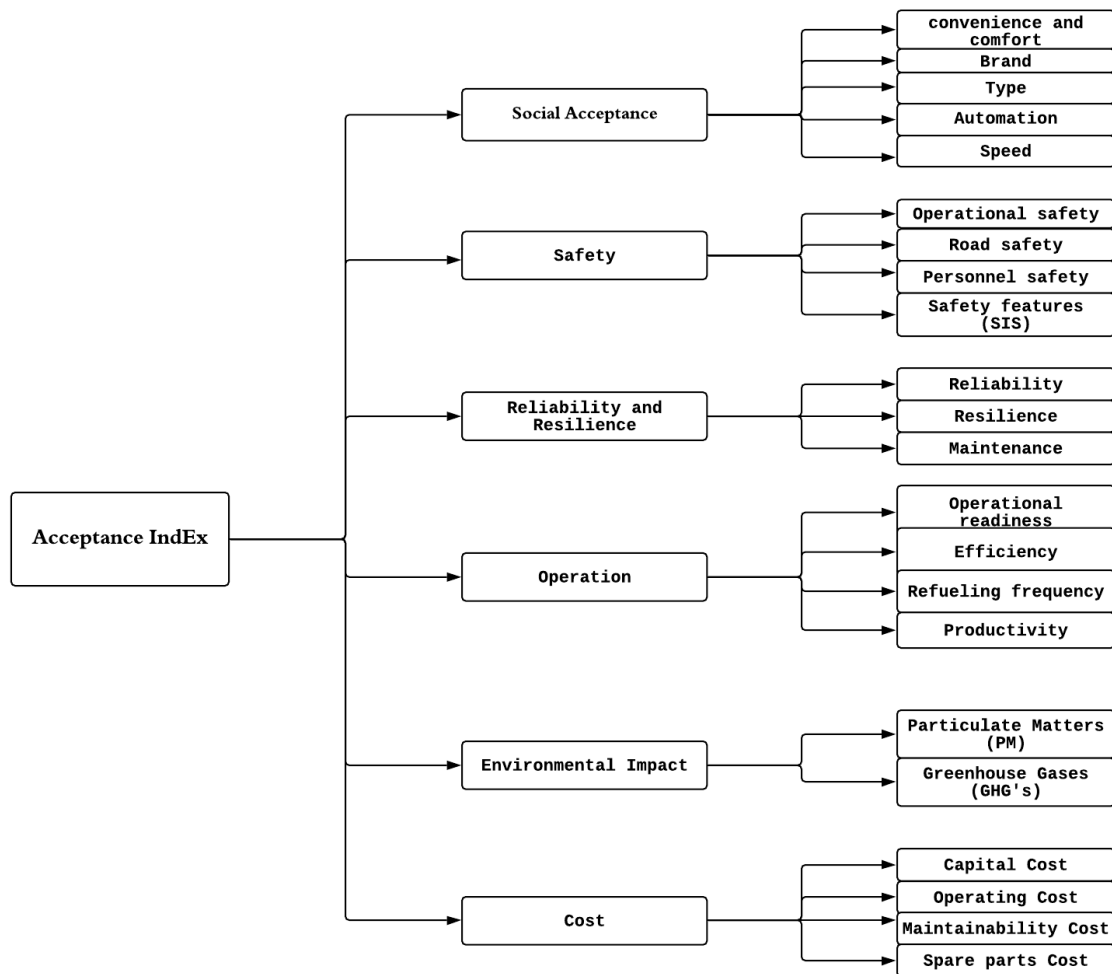 convenience and
comfort
Brand
Type
Social Acceptance
Automation
Speed
Operational safety
Road safety
Safety
Personnel safety
Safety features
(SIS)
Reliability
Reliability and
Resilience
Resilience
Maintenance
Acceptance IndEx
Operational
readiness
Efficiency
Operation
Refueling frequency
Productivity
Particulate Matters
(PM)
Environmental Impact
Greenhouse Gases
(GHG's)
Capital Cost
Operating Cost
Cost
Maintainability Cost
Spare parts Cost